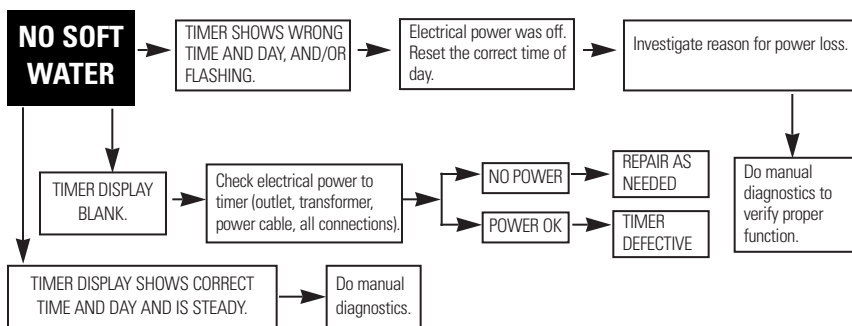 NO SOFT
WATER
TIMER SHOWS WRONG
TIME AND DAY, AND/OR
FLASHING.
Electrical power was off.
Reset the correct time of
day.
Investigate reason for power loss.
TIMER DISPLAY
BLANK.
Check electrical power to
timer (outlet, transformer,
power cable, all connections).
NO POWER
REPAIR AS
NEEDED
POWER OK
TIMER
DEFECTIVE
Do manual
diagnostics to
verify proper
function.
TIMER DISPLAY SHOWS CORRECT
TIME AND DAY AND IS STEADY.
Do manual
diagnostics.